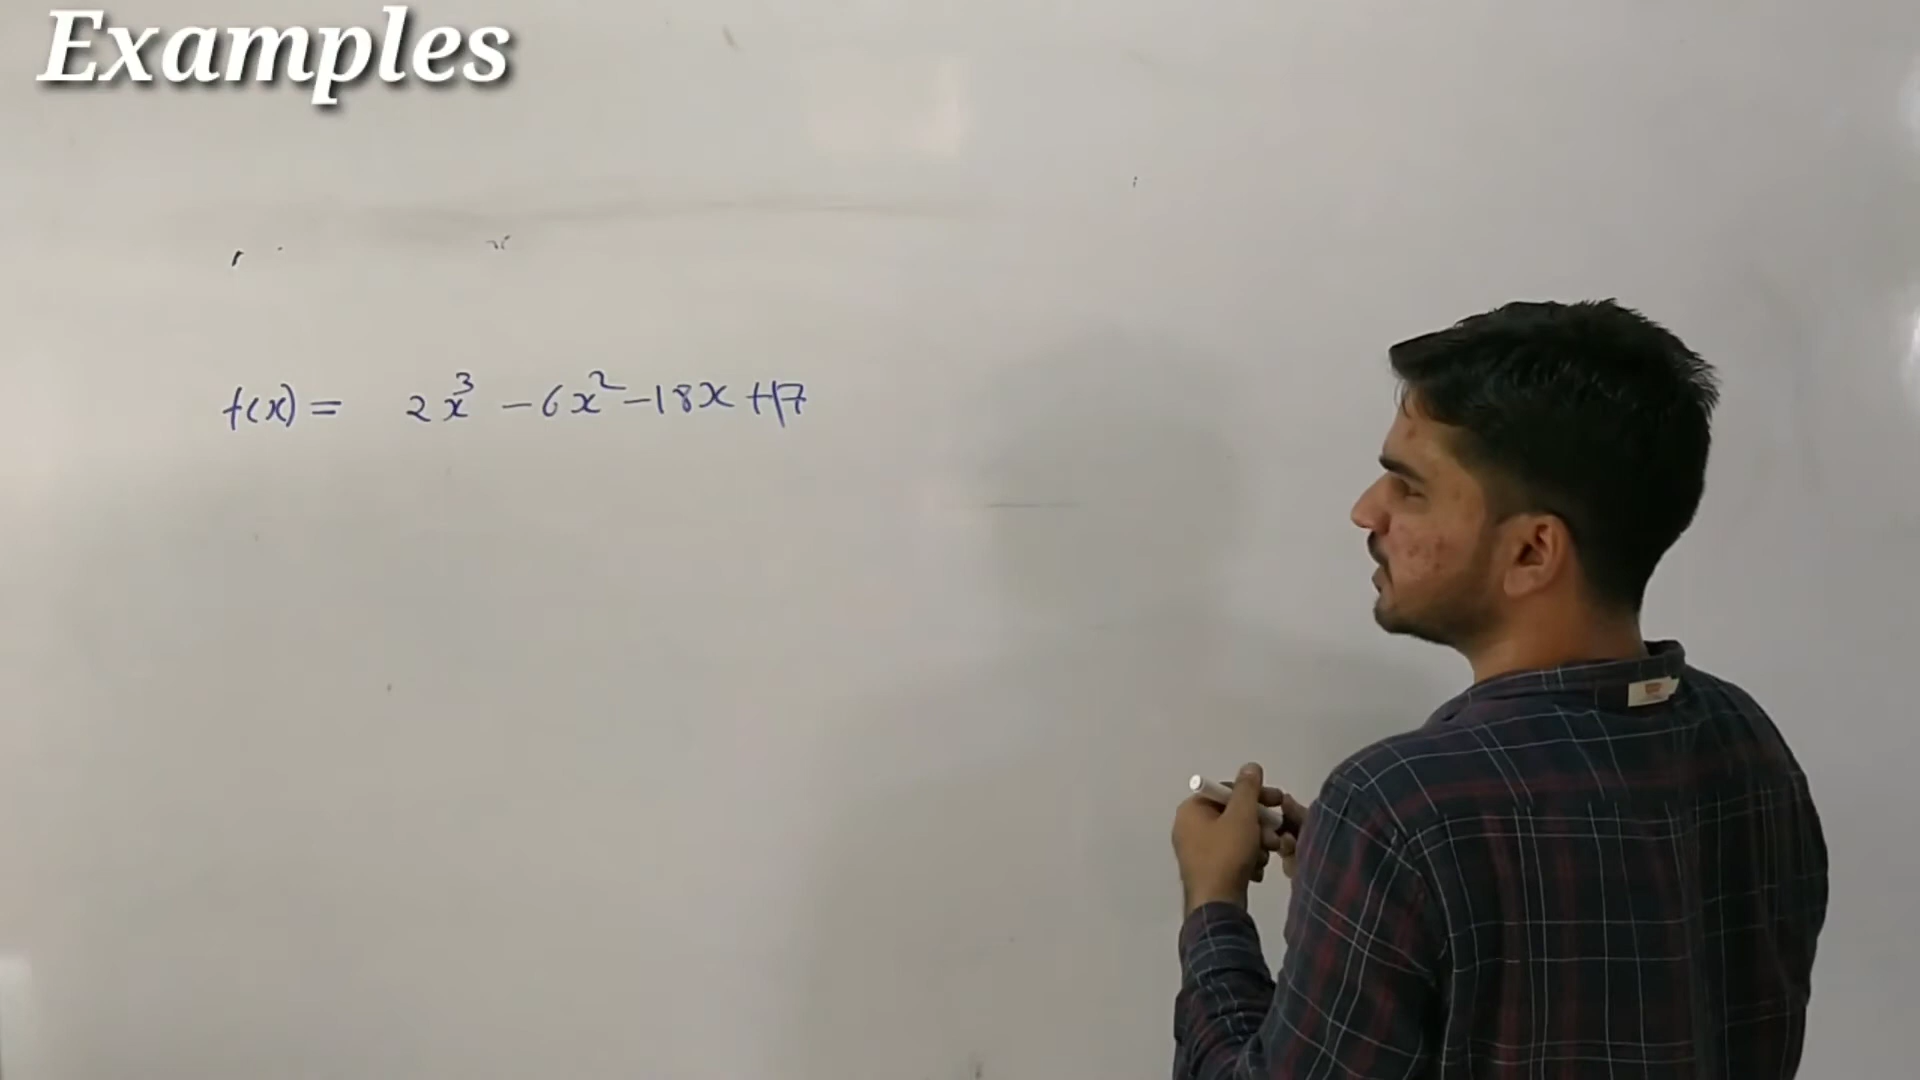 Examples
f(x) = 2x³ - 6x² - 18x + 17